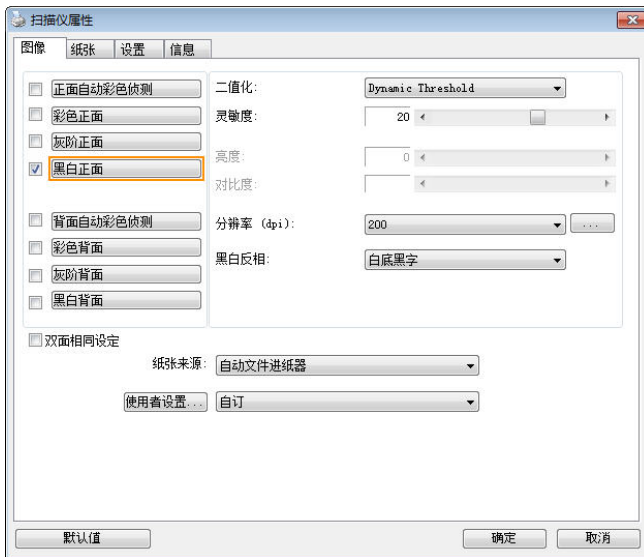 扫描仪属性
图像 纸张 设置 信息
正面自动彩色侦测 二值化: Dynamic Threshold
彩色正面 灵敏度: 20
灰阶正面
亮度: 0
黑白正面
对比度:
背面自动彩色侦测 分辨率 (dpi): 200 ...
彩色背面
黑白反相: 白底黑字
灰阶背面
黑白背面
双面相同设定
纸张来源: 自动文件进纸器
使用者设置... 自订
默认值 确定 取消